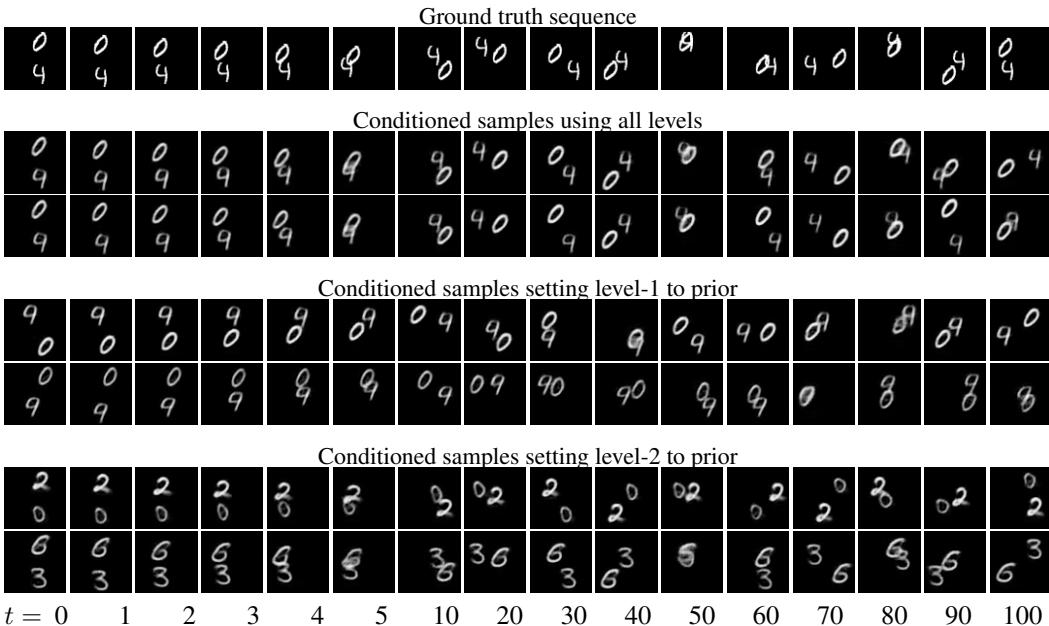 Ground truth sequence
Conditioned samples using all levels
Conditioned samples setting level-1 to prior
Conditioned samples setting level-2 to prior
t = 0 1 2 3 4 5 10 20 30 40 50 60 70 80 90 100